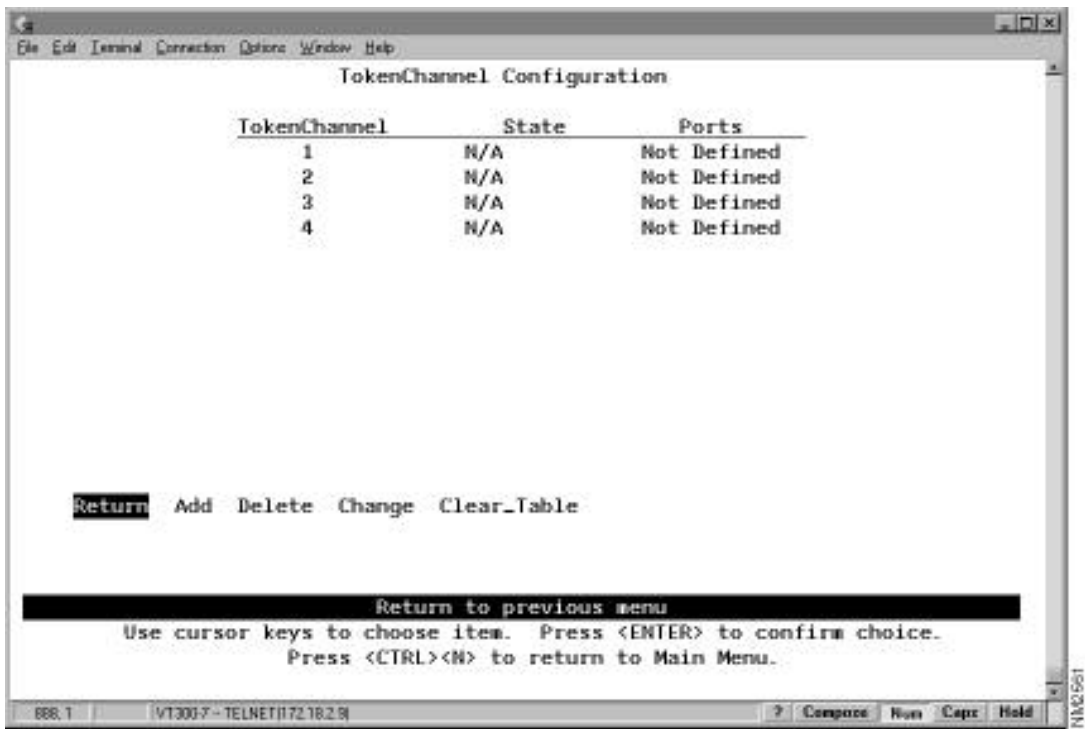 File Edit Terminal Connection Options Window Help
TokenChannel Configuration
TokenChannel State Ports
1 N/A Not Defined
2 N/A Not Defined
3 N/A Not Defined
4 N/A Not Defined
Return Add Delete Change Clear_Table
Return to previous menu
Use cursor keys to choose item. Press <ENTER> to confirm choice.
Press <CTRL><N> to return to Main Menu.
VT300-7 -- TELNET(172.18.2.9) ? Compose Num Caps Hold
NM2661